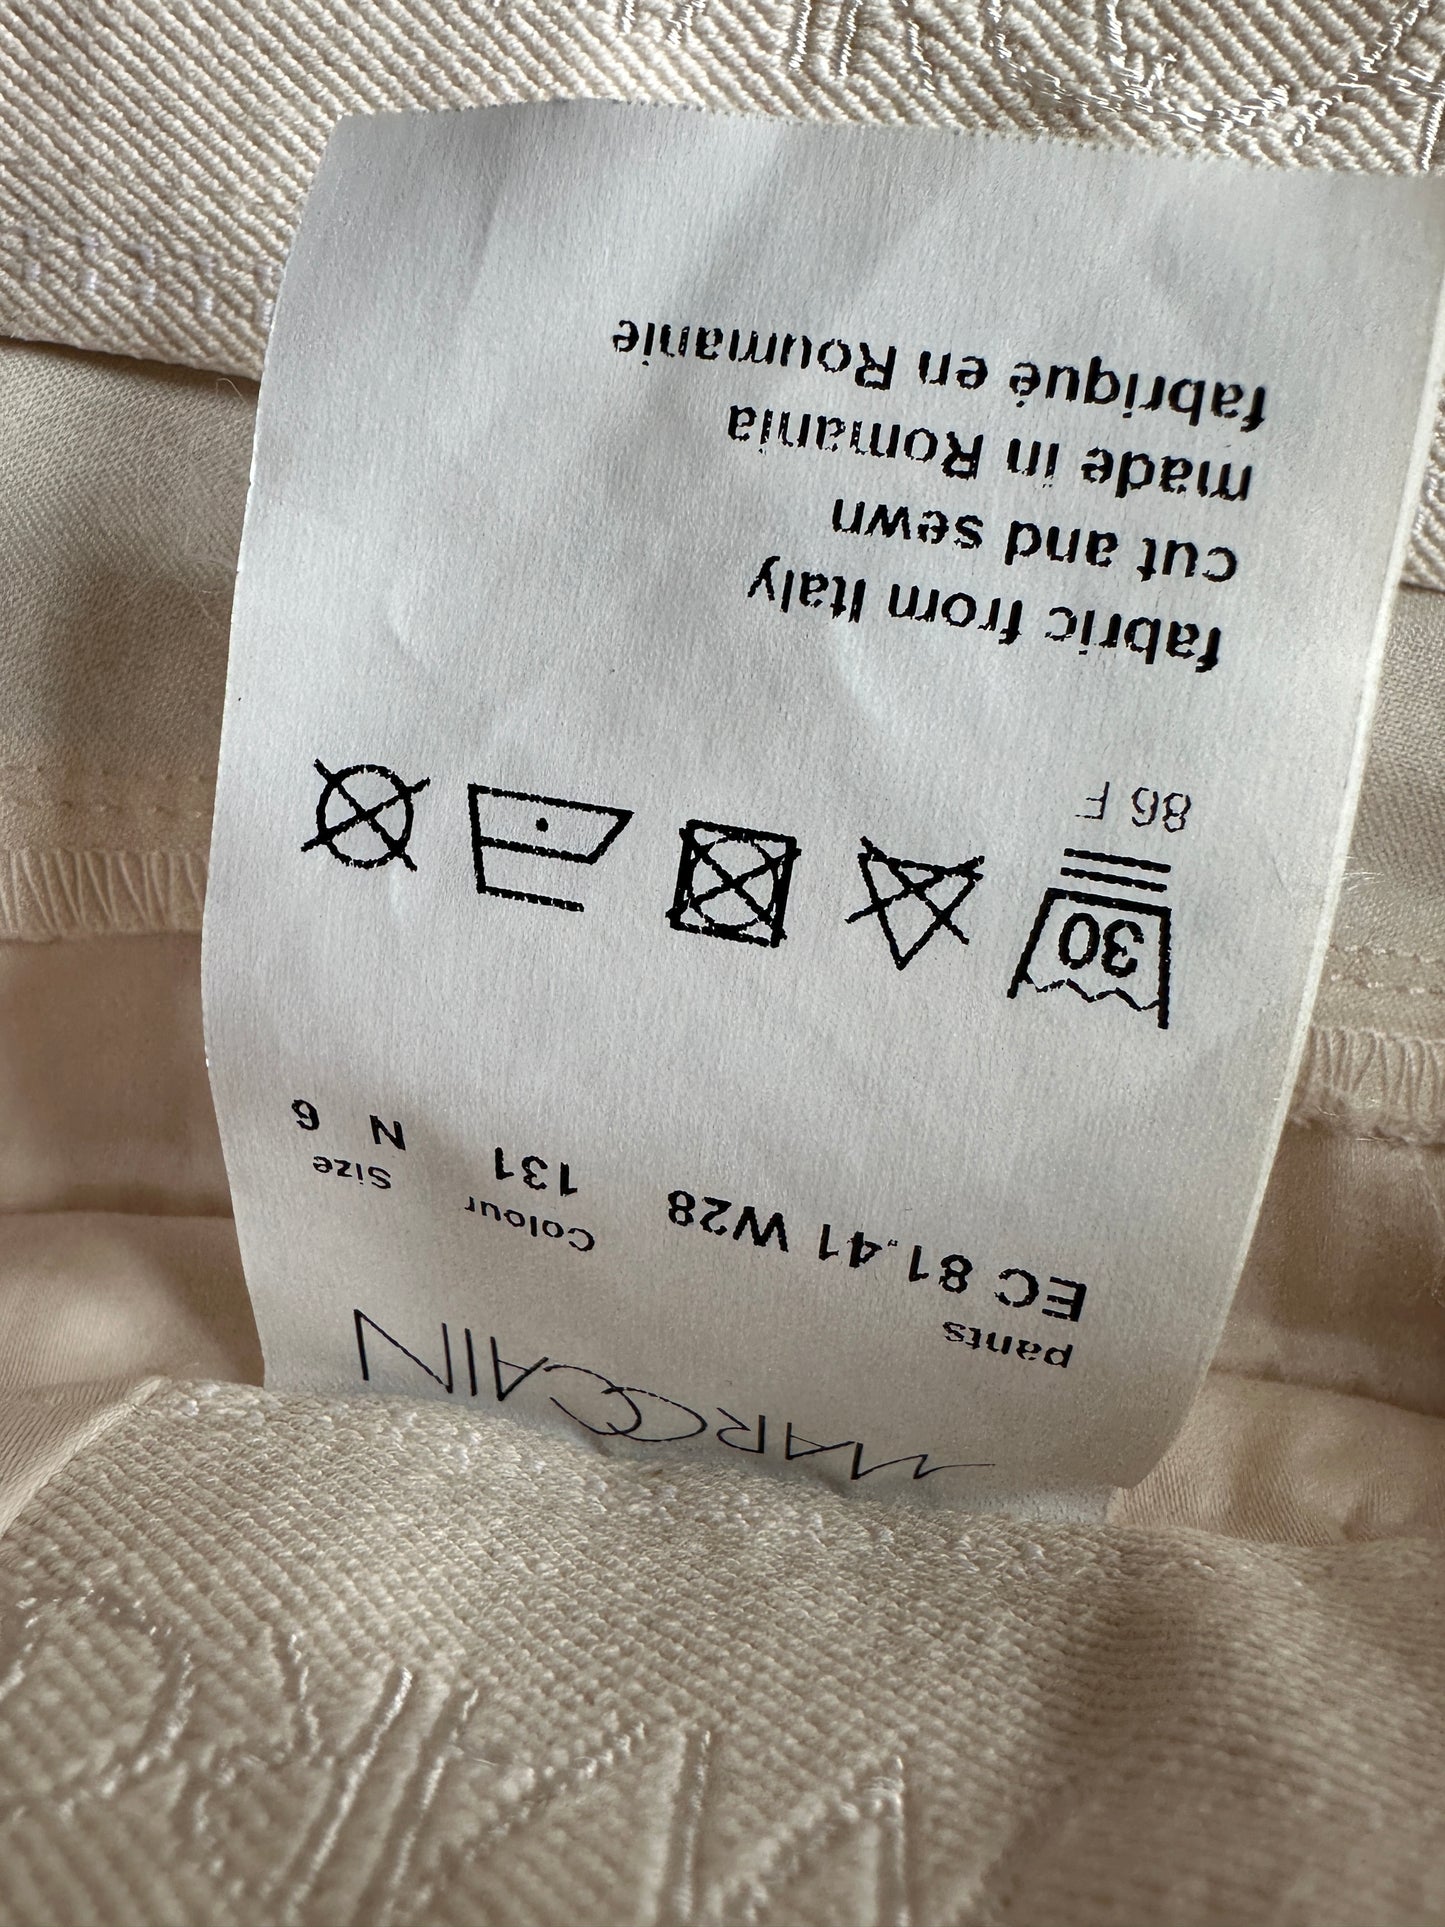 MARCCAIN
pants
EC 81.41 W28
Colour
131
Size
N 6
30
86 F
fabric from Italy
cut and sewn
made in Romania
fabriqué en Roumanie